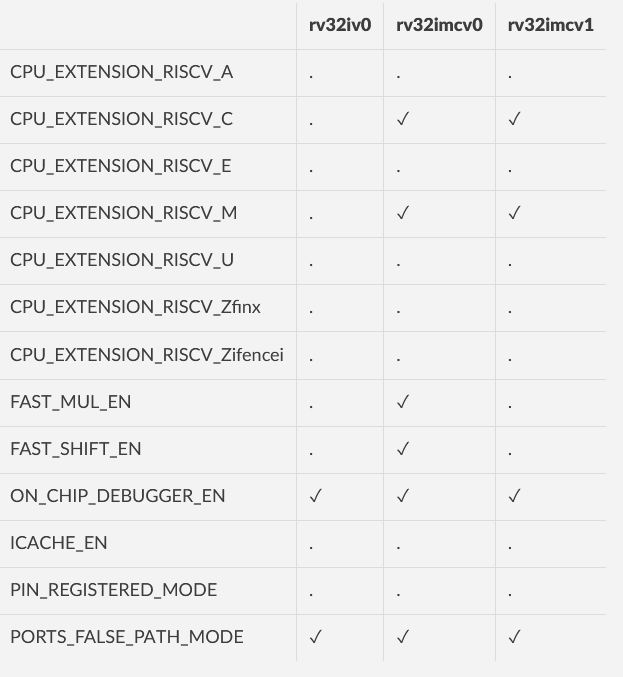 rv32iv0 rv32imcv0 rv32imcv1
CPU_EXTENSION_RISCV_A . . .
CPU_EXTENSION_RISCV_C . ✓ ✓
CPU_EXTENSION_RISCV_E . . .
CPU_EXTENSION_RISCV_M . ✓ ✓
CPU_EXTENSION_RISCV_U . . .
CPU_EXTENSION_RISCV_Zfinx . . .
CPU_EXTENSION_RISCV_Zifencei . . .
FAST_MUL_EN . ✓ .
FAST_SHIFT_EN . ✓ .
ON_CHIP_DEBUGGER_EN ✓ ✓ ✓
ICACHE_EN . . .
PIN_REGISTERED_MODE . . .
PORTS_FALSE_PATH_MODE ✓ ✓ ✓